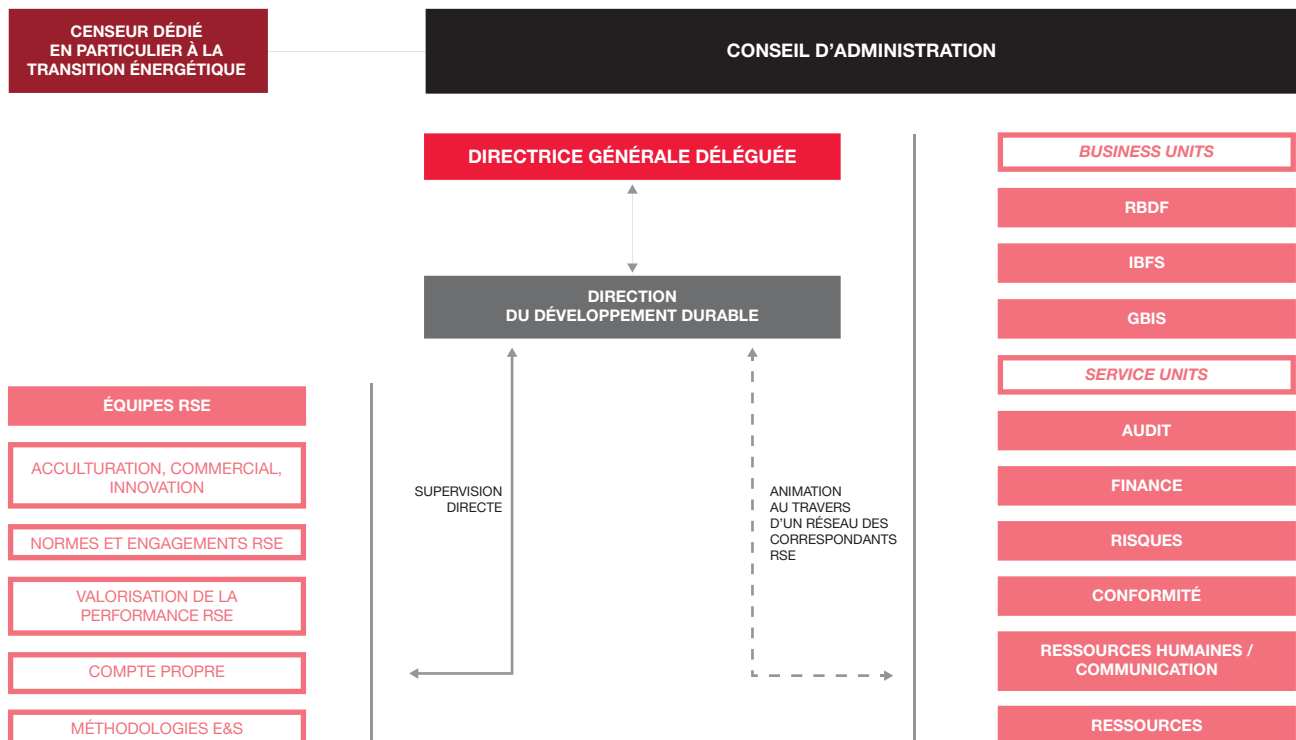 CENSEUR DÉDIÉ
EN PARTICULIER À LA
TRANSITION ÉNERGÉTIQUE
CONSEIL D’ADMINISTRATION
DIRECTRICE GÉNÉRALE DÉLÉGUÉE
DIRECTION
DU DÉVELOPPEMENT DURABLE
ÉQUIPES RSE
ACCULTURATION, COMMERCIAL,
INNOVATION
NORMES ET ENGAGEMENTS RSE
VALORISATION DE LA
PERFORMANCE RSE
COMPTE PROPRE
MÉTHODOLOGIES E&S
SUPERVISION
DIRECTE
ANIMATION
AU TRAVERS
D’UN RÉSEAU DES
CORRESPONDANTS
RSE
BUSINESS UNITS
RBDF
IBFS
GBIS
SERVICE UNITS
AUDIT
FINANCE
RISQUES
CONFORMITÉ
RESSOURCES HUMAINES /
COMMUNICATION
RESSOURCES